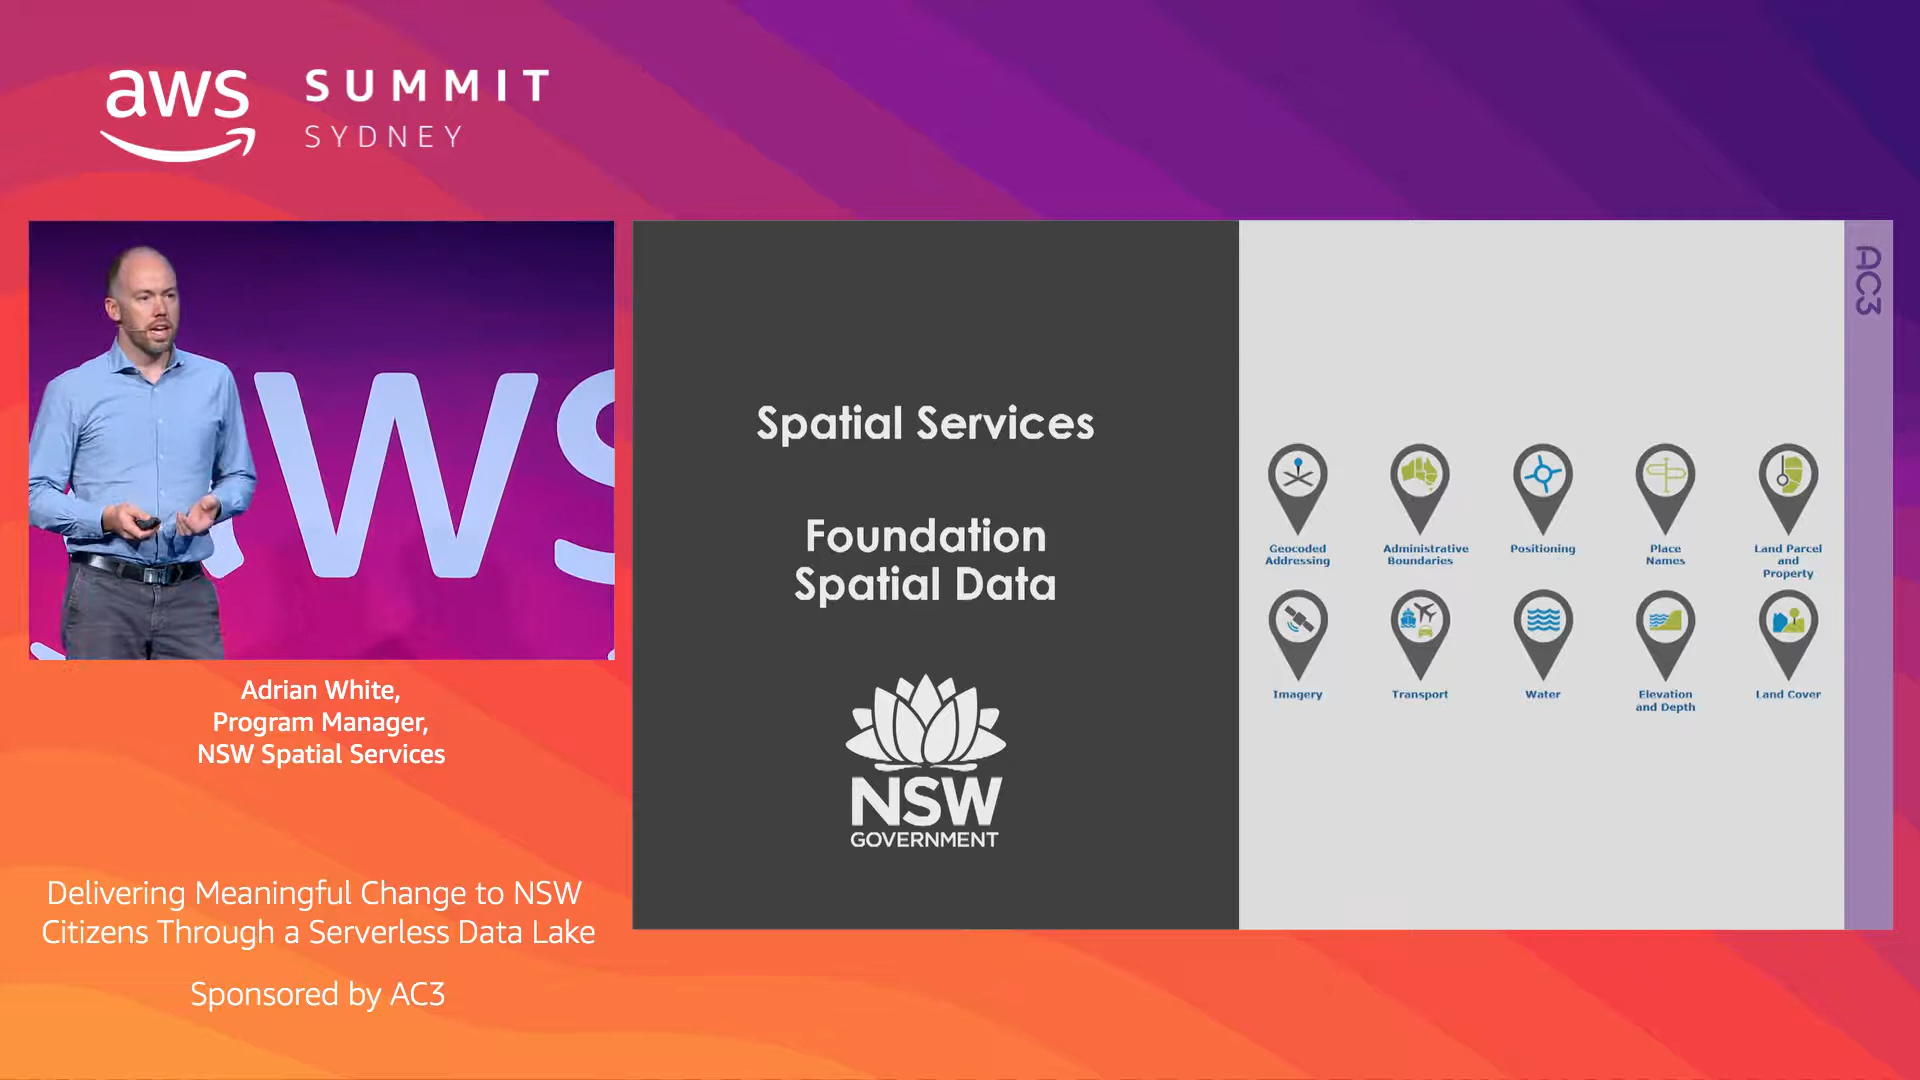 aws
SUMMIT
SYDNEY
aws
Adrian White,
Program Manager,
NSW Spatial Services
Delivering Meaningful Change to NSW
Citizens Through a Serverless Data Lake
Sponsored by AC3
Spatial Services
Foundation
Spatial Data
NSW
GOVERNMENT
Geocoded
Addressing
Administrative
Boundaries
Positioning
Place
Names
Land Parcel
and
Property
Imagery
Transport
Water
Elevation
and Depth
Land Cover
AC3